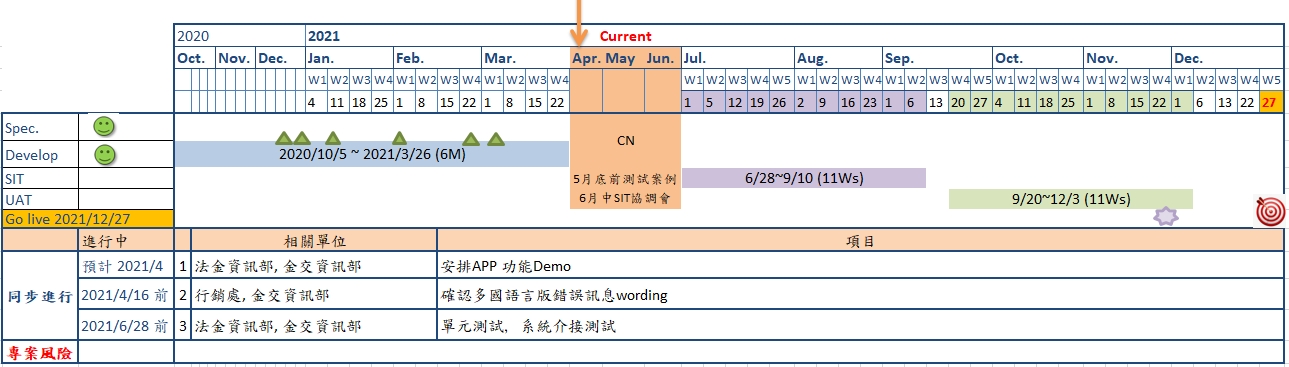 2020 2021 Current
Oct. Nov. Dec. Jan. Feb. Mar. Apr. May Jun. Jul. Aug. Sep. Oct. Nov. Dec.
W1 W2 W3 W4 W1 W2 W3 W4 W1 W2 W3 W4 W1 W2 W3 W4 W5 W1 W2 W3 W4 W1 W2 W3 W4 W5 W1 W2 W3 W4 W1 W2 W3 W4 W1 W2 W3 W4 W5
4 11 18 25 1 8 15 22 1 8 15 22 1 5 12 19 26 2 9 16 23 1 6 13 20 27 4 11 18 25 1 8 15 22 1 6 13 22 27
Spec.
CN
Develop 2020/10/5 ~ 2021/3/26 (6M)
SIT 5月底前測試案例 6/28~9/10 (11Ws)
UAT 6月中SIT協調會 9/20~12/3 (11Ws)
Go live 2021/12/27
進行中 相關單位 項目
同步進行
預計 2021/4 1 法金資訊部, 金交資訊部 安排APP 功能Demo
2021/4/16 前 2 行銷處, 金交資訊部 確認多國語言版錯誤訊息wording
2021/6/28 前 3 法金資訊部, 金交資訊部 單元測試, 系統介接測試
專案風險